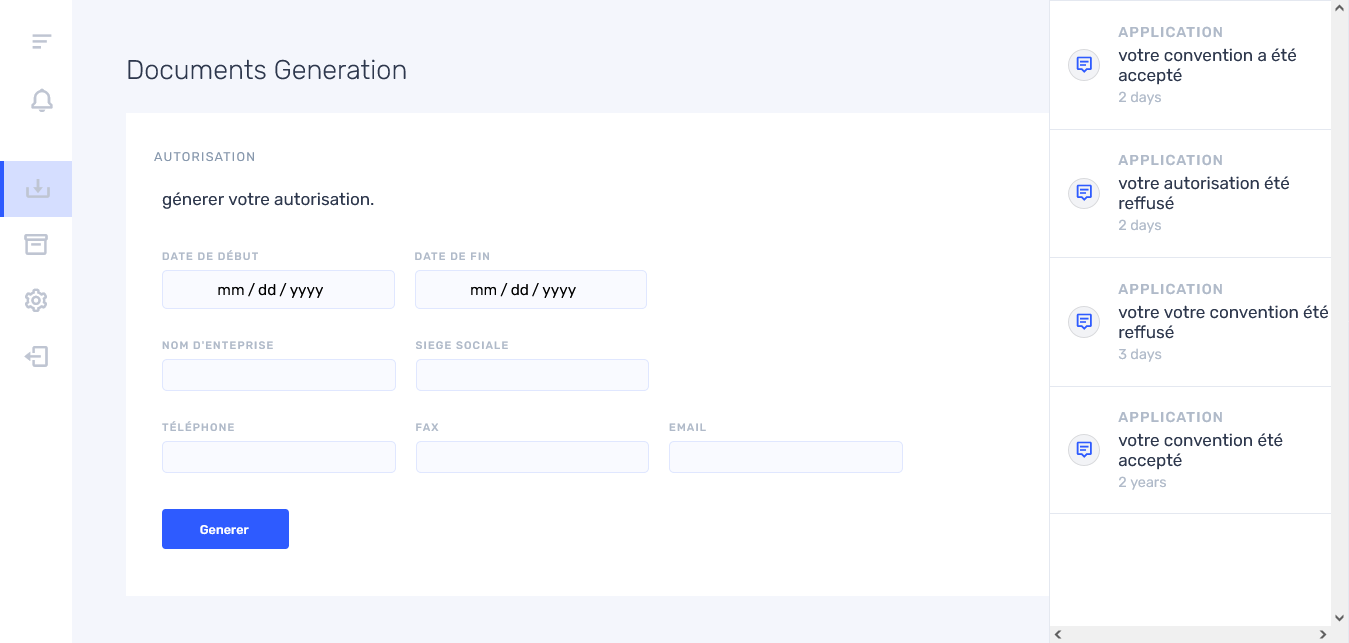 Documents Generation
AUTORISATION
génerer votre autorisation.
DATE DE DÉBUT
DATE DE FIN
mm / dd / yyyy
mm / dd / yyyy
NOM D'ENTEPRISE
SIEGE SOCIALE
TÉLÉPHONE
FAX
EMAIL
Generer
APPLICATION
votre convention a été
accepté
2 days
APPLICATION
votre autorisation été
reffusé
2 days
APPLICATION
votre votre convention été
reffusé
3 days
APPLICATION
votre convention été
accepté
2 years